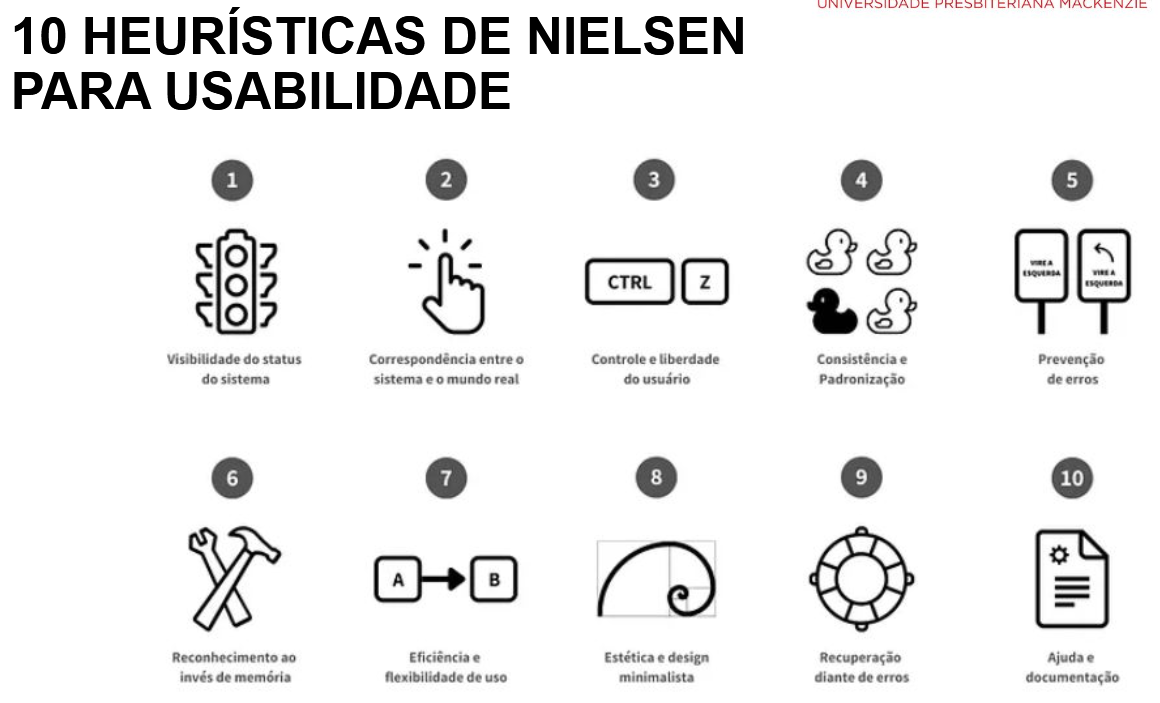 UNIVERSIDADE PRESBITERIANA MACKENZIE
10 HEURÍSTICAS DE NIELSEN
PARA USABILIDADE
1
2
3
4
5
CTRL
Z
VIRE A
ESQUERDA
VIRE A
ESQUERDA
Visibilidade do status
do sistema
Correspondência entre o
sistema e o mundo real
Controle e liberdade
do usuário
Consistência e
Padronização
Prevenção
de erros
6
7
8
9
10
A
B
Reconhecimento ao
invés de memória
Eficiência e
flexibilidade de uso
Estética e design
minimalista
Recuperação
diante de erros
Ajuda e
documentação